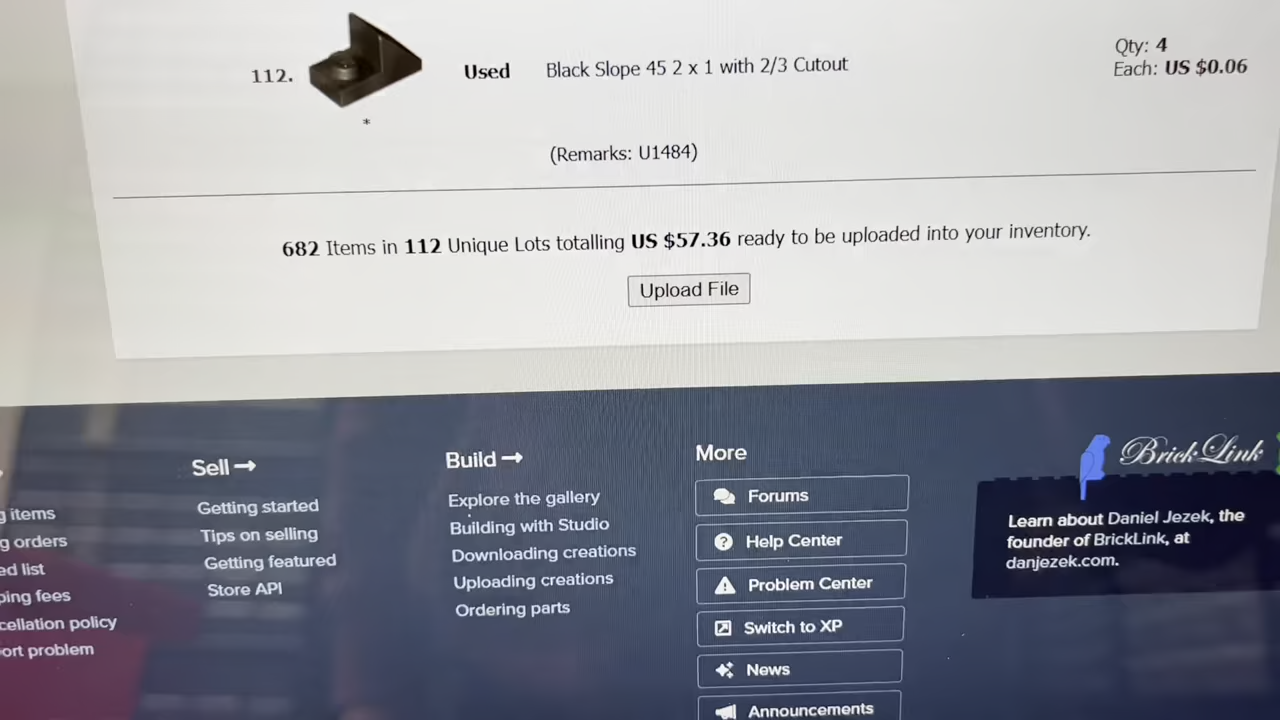 112.
Used
Black Slope 45 2 x 1 with 2/3 Cutout
Qty: 4
Each: US $0.06
*
(Remarks: U1484)
682 Items in 112 Unique Lots totalling US $57.36 ready to be uploaded into your inventory.
Upload File
items
orders
list
fees
policy
problem
Sell →
Getting started
Tips on selling
Getting featured
Store API
Build →
Explore the gallery
Building with Studio
Downloading creations
Uploading creations
Ordering parts
More
Forums
Help Center
Problem Center
Switch to XP
News
Announcements
BrickLink
Learn about Daniel Jezek, the
founder of BrickLink, at
danjezek.com.